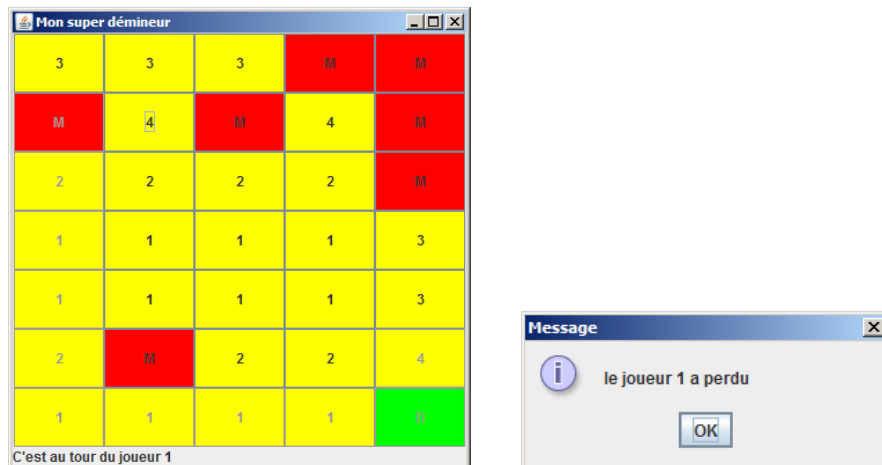 Mon super démineur
3 3 3 M M
M 4 M 4 M
2 2 2 2 M
1 1 1 1 3
1 1 1 1 3
2 M 2 2 4
1 1 1 1
C'est au tour du joueur 1
Message
le joueur 1 a perdu
OK